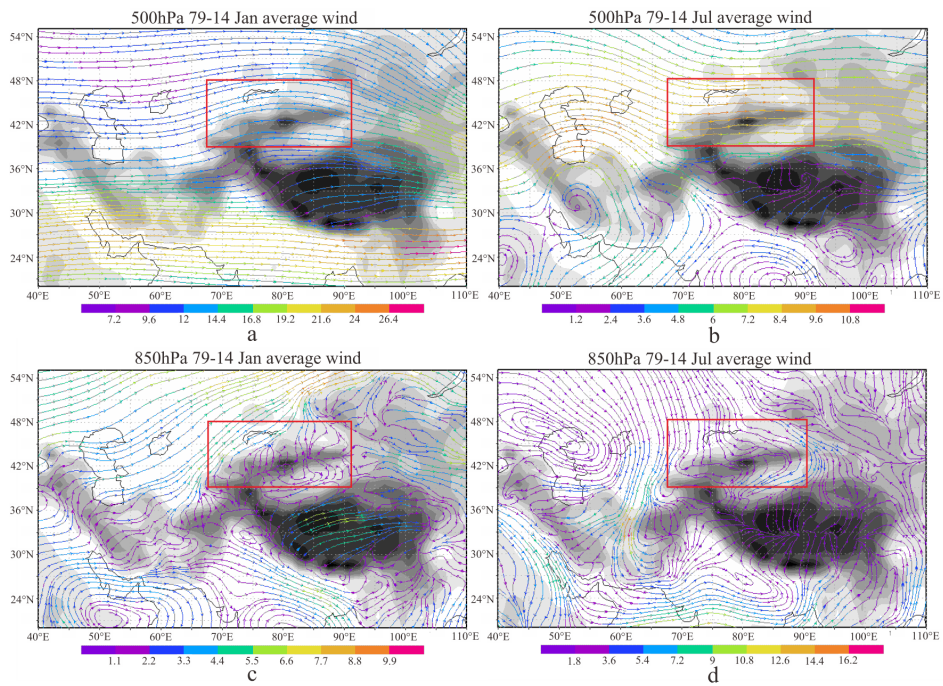 500hPa 79-14 Jan average wind
54°N
48°N
42°N
36°N
30°N
24°N
40°E 50°E 60°E 70°E 80°E 90°E 100°E 110°E
7.2 9.6 12 14.4 16.8 19.2 21.6 24 26.4
a
500hPa 79-14 Jul average wind
54°N
48°N
42°N
36°N
30°N
24°N
40°E 50°E 60°E 70°E 80°E 90°E 100°E 110°E
1.2 2.4 3.6 4.8 6 7.2 8.4 9.6 10.8
b
850hPa 79-14 Jan average wind
54°N
48°N
42°N
36°N
30°N
24°N
40°E 50°E 60°E 70°E 80°E 90°E 100°E 110°E
1.1 2.2 3.3 4.4 5.5 6.6 7.7 8.8 9.9
c
850hPa 79-14 Jul average wind
54°N
48°N
42°N
36°N
30°N
24°N
40°E 50°E 60°E 70°E 80°E 90°E 100°E 110°E
1.8 3.6 5.4 7.2 9 10.8 12.6 14.4 16.2
d